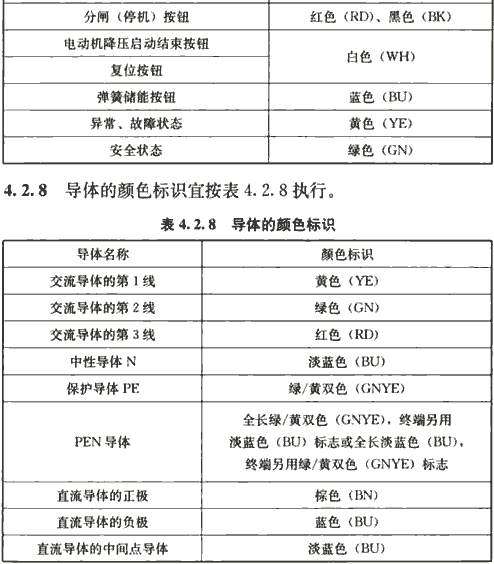 分闸（停机）按钮 红色（RD）、黑色（BK）
电动机降压启动结束按钮
白色（WH）
复位按钮
弹簧储能按钮 蓝色（BU）
异常、故障状态 黄色（YE）
安全状态 绿色（GN）
4.2.8 导体的颜色标识宜按表 4.2.8 执行。
表 4.2.8 导体的颜色标识
导体名称 颜色标识
交流导体的第 1 线 黄色（YE）
交流导体的第 2 线 绿色（GN）
交流导体的第 3 线 红色（RD）
中性导体 N 淡蓝色（BU）
保护导体 PE 绿/黄双色（GNYE）
全长绿/黄双色（GNYE），终端另用
PEN 导体 淡蓝色（BU）标志或全长淡蓝色（BU），
终端另用绿/黄双色（GNYE）标志
直流导体的正极 棕色（BN）
直流导体的负极 蓝色（BU）
直流导体的中间点导体 淡蓝色（BU）